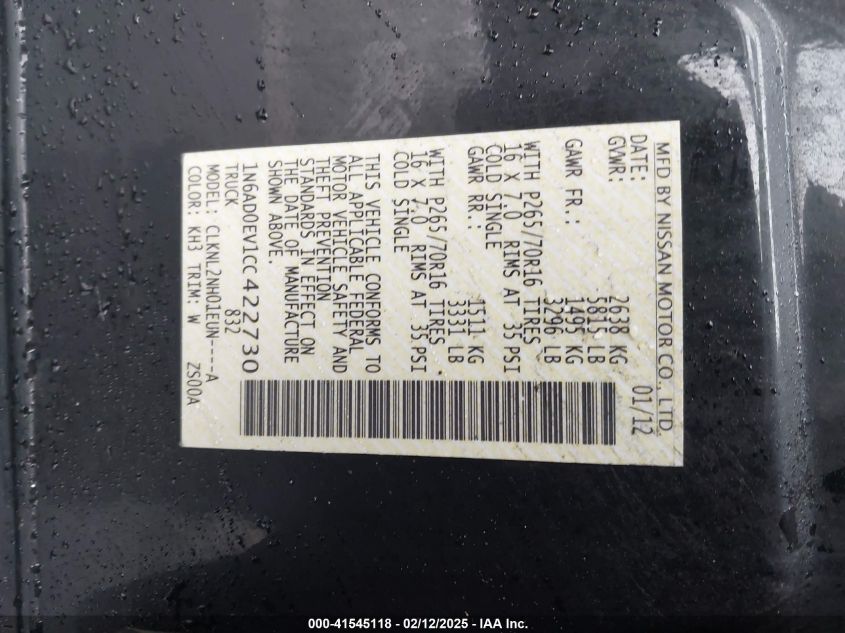 MFD BY NISSAN MOTOR CO., LTD.
DATE: 01/12
GVWR: 2638 KG
5815 LB
GAWR FR.: 1495 KG
3296 LB
WITH P265/70R16 TIRES
16 X 7.0 RIMS AT 35 PSI
COLD SINGLE
GAWR RR.: 1511 KG
3331 LB
WITH P265/70R16 TIRES
16 X 7.0 RIMS AT 35 PSI
COLD SINGLE
THIS VEHICLE CONFORMS TO
ALL APPLICABLE FEDERAL
MOTOR VEHICLE SAFETY AND
THEFT PREVENTION
STANDARDS IN EFFECT ON
THE DATE OF MANUFACTURE
SHOWN ABOVE.
1N6AD0EV1CC422730
TRUCK 832
MODEL: CLKNL2NH01EUN----A
COLOR: KH3 TRIM: W ZS00A
000-41545118 - 02/12/2025 - IAA Inc.